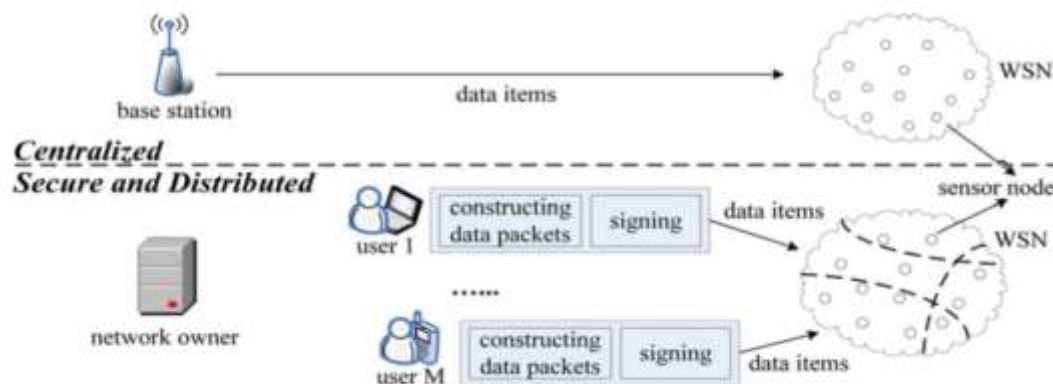 WSN
base station
data items
Centralized
Secure and Distributed
sensor node
constructing
data packets
signing
data items
user 1
WSN
......
network owner
constructing
data packets
signing
data items
user M